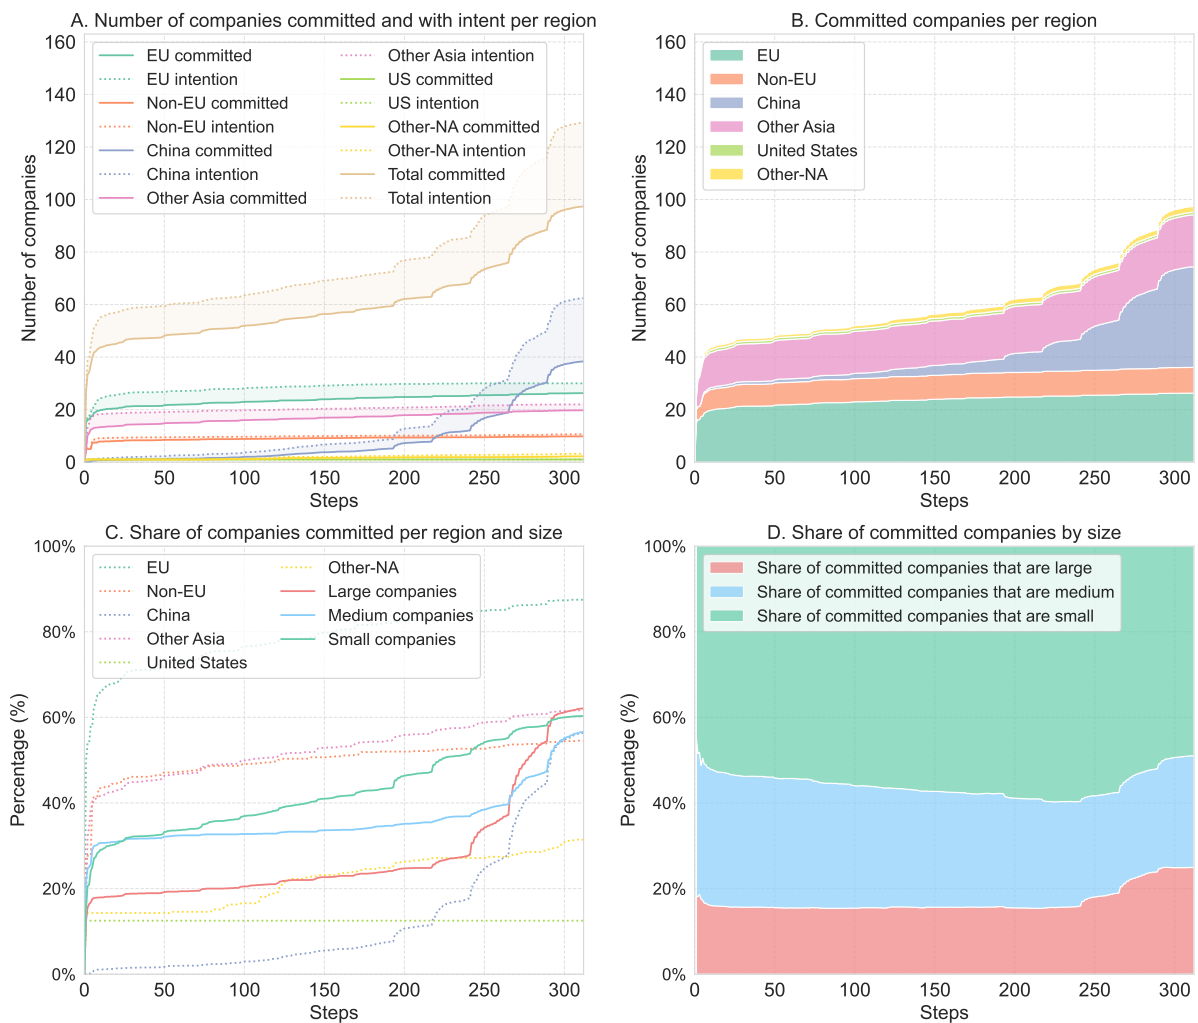 A. Number of companies committed and with intent per region
160
140
120
100
80
60
40
20
0
Number of companies
EU committed
EU intention
Non-EU committed
Non-EU intention
China committed
China intention
Other Asia committed
Other Asia intention
US committed
US intention
Other-NA committed
Other-NA intention
Total committed
Total intention
0 50 100 150 200 250 300
Steps
B. Committed companies per region
160
140
120
100
80
60
40
20
0
Number of companies
EU
Non-EU
China
Other Asia
United States
Other-NA
0 50 100 150 200 250 300
Steps
C. Share of companies committed per region and size
100%
80%
60%
40%
20%
0%
Percentage (%)
EU
Non-EU
China
Other Asia
United States
Other-NA
Large companies
Medium companies
Small companies
0 50 100 150 200 250 300
Steps
D. Share of committed companies by size
100%
80%
60%
40%
20%
0%
Percentage (%)
Share of committed companies that are large
Share of committed companies that are medium
Share of committed companies that are small
0 50 100 150 200 250 300
Steps